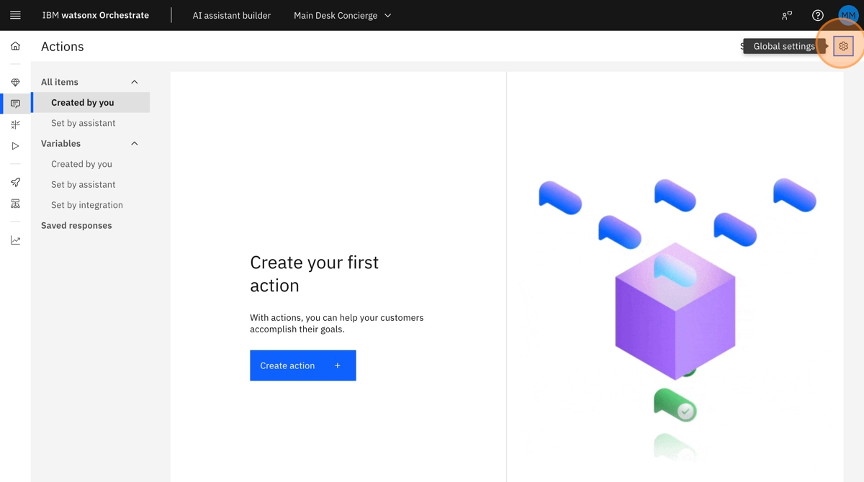 IBM watsonx Orchestrate
AI assistant builder
Main Desk Concierge
MM
Actions
Global settings
All items
Created by you
Set by assistant
Variables
Created by you
Set by assistant
Set by integration
Saved responses
Create your first
action
With actions, you can help your customers
accomplish their goals.
Create action +